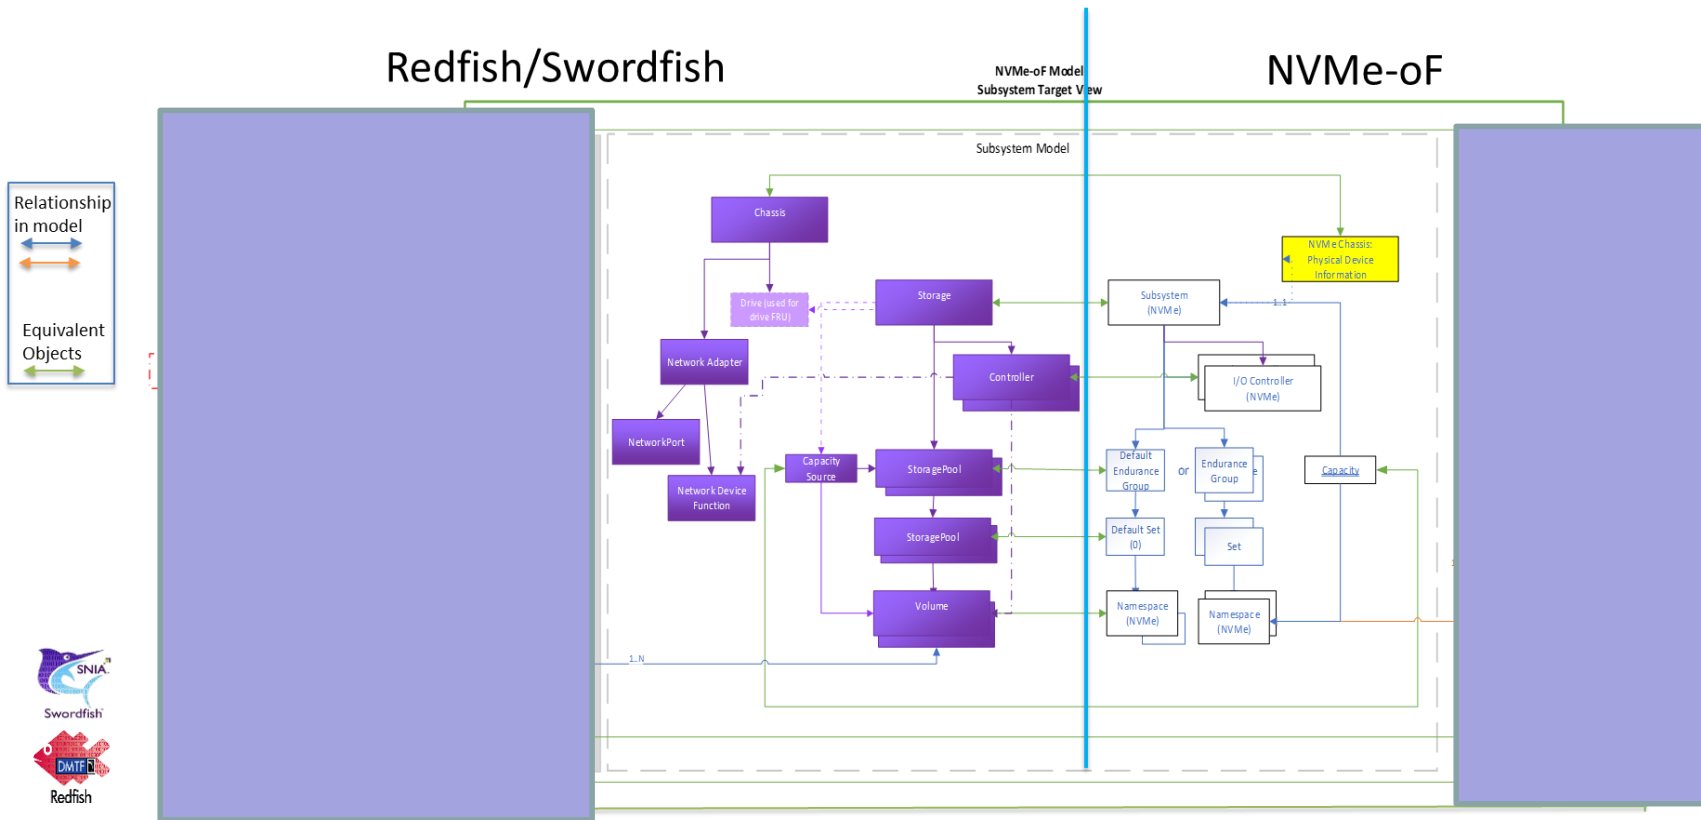 Redfish/Swordfish
NVMe-oF Model
Subsystem Target View
NVMe-oF
Subsystem Model
Relationship
in model
Equivalent
Objects
Chassis
NVMe Chassis:
Physical Device
Information
Drive (used for
drive FRU)
Storage
Subsystem
(NVMe)
1..1
Network Adapter
Controller
I/O Controller
(NVMe)
NetworkPort
Capacity
Source
StoragePool
Default
Endurance
Group
or
Endurance
Group
e
Capacity
Network Device
Function
StoragePool
Default Set
(0)
Set
Volume
Namespace
(NVMe)
Namespace
(NVMe)
1..N
SNIA
Swordfish
DMTF
Redfish